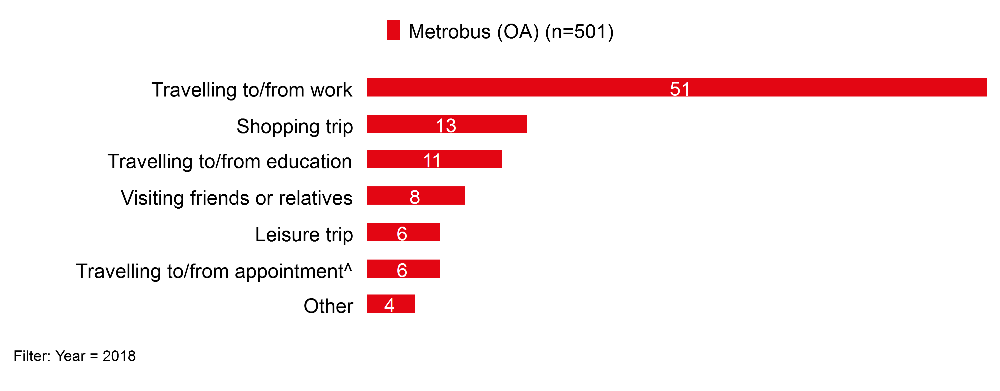 Metrobus (OA) (n=501)
Travelling to/from work 51
Shopping trip 13
Travelling to/from education 11
Visiting friends or relatives 8
Leisure trip 6
Travelling to/from appointment^ 6
Other 4
Filter: Year = 2018